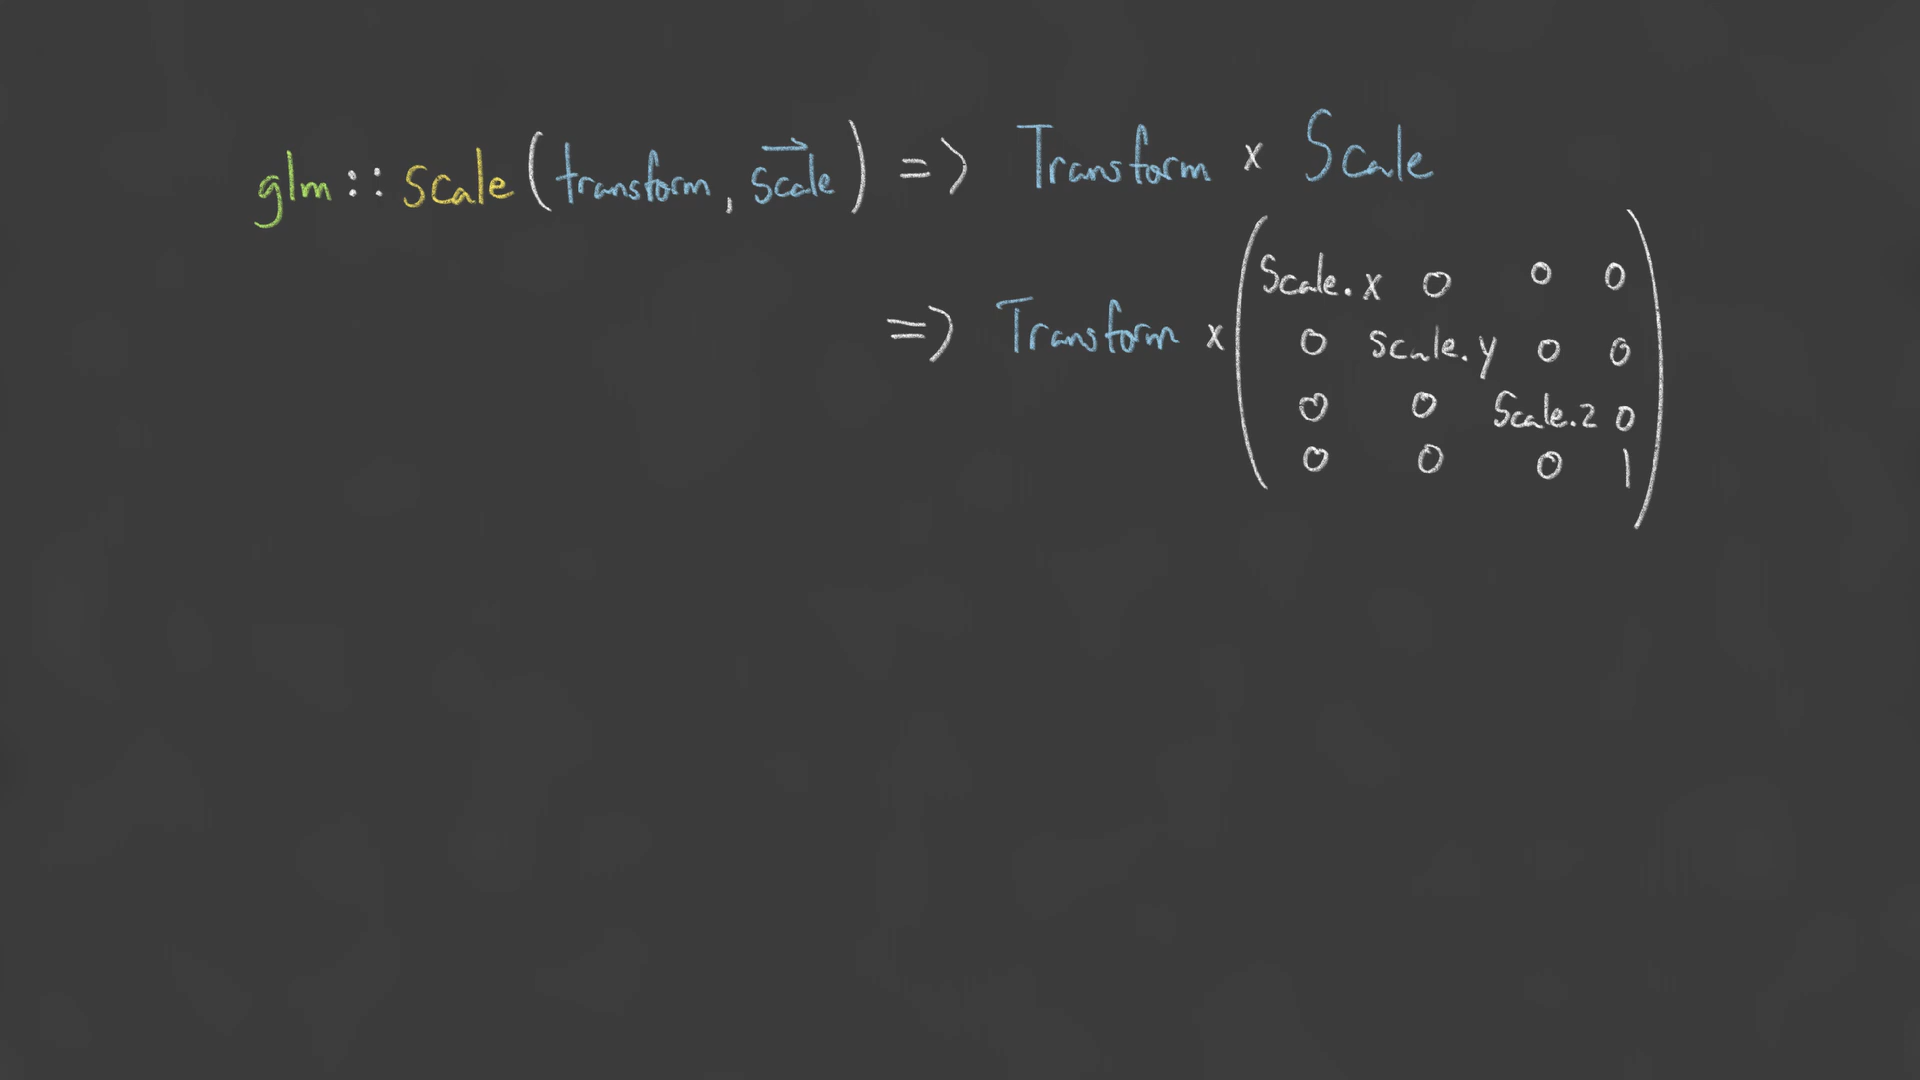 glm::scale(transform, scale) => Transform x Scale
=> Transform x
Scale.x 0 0 0
0 scale.y 0 0
0 0 Scale.z 0
0 0 0 1